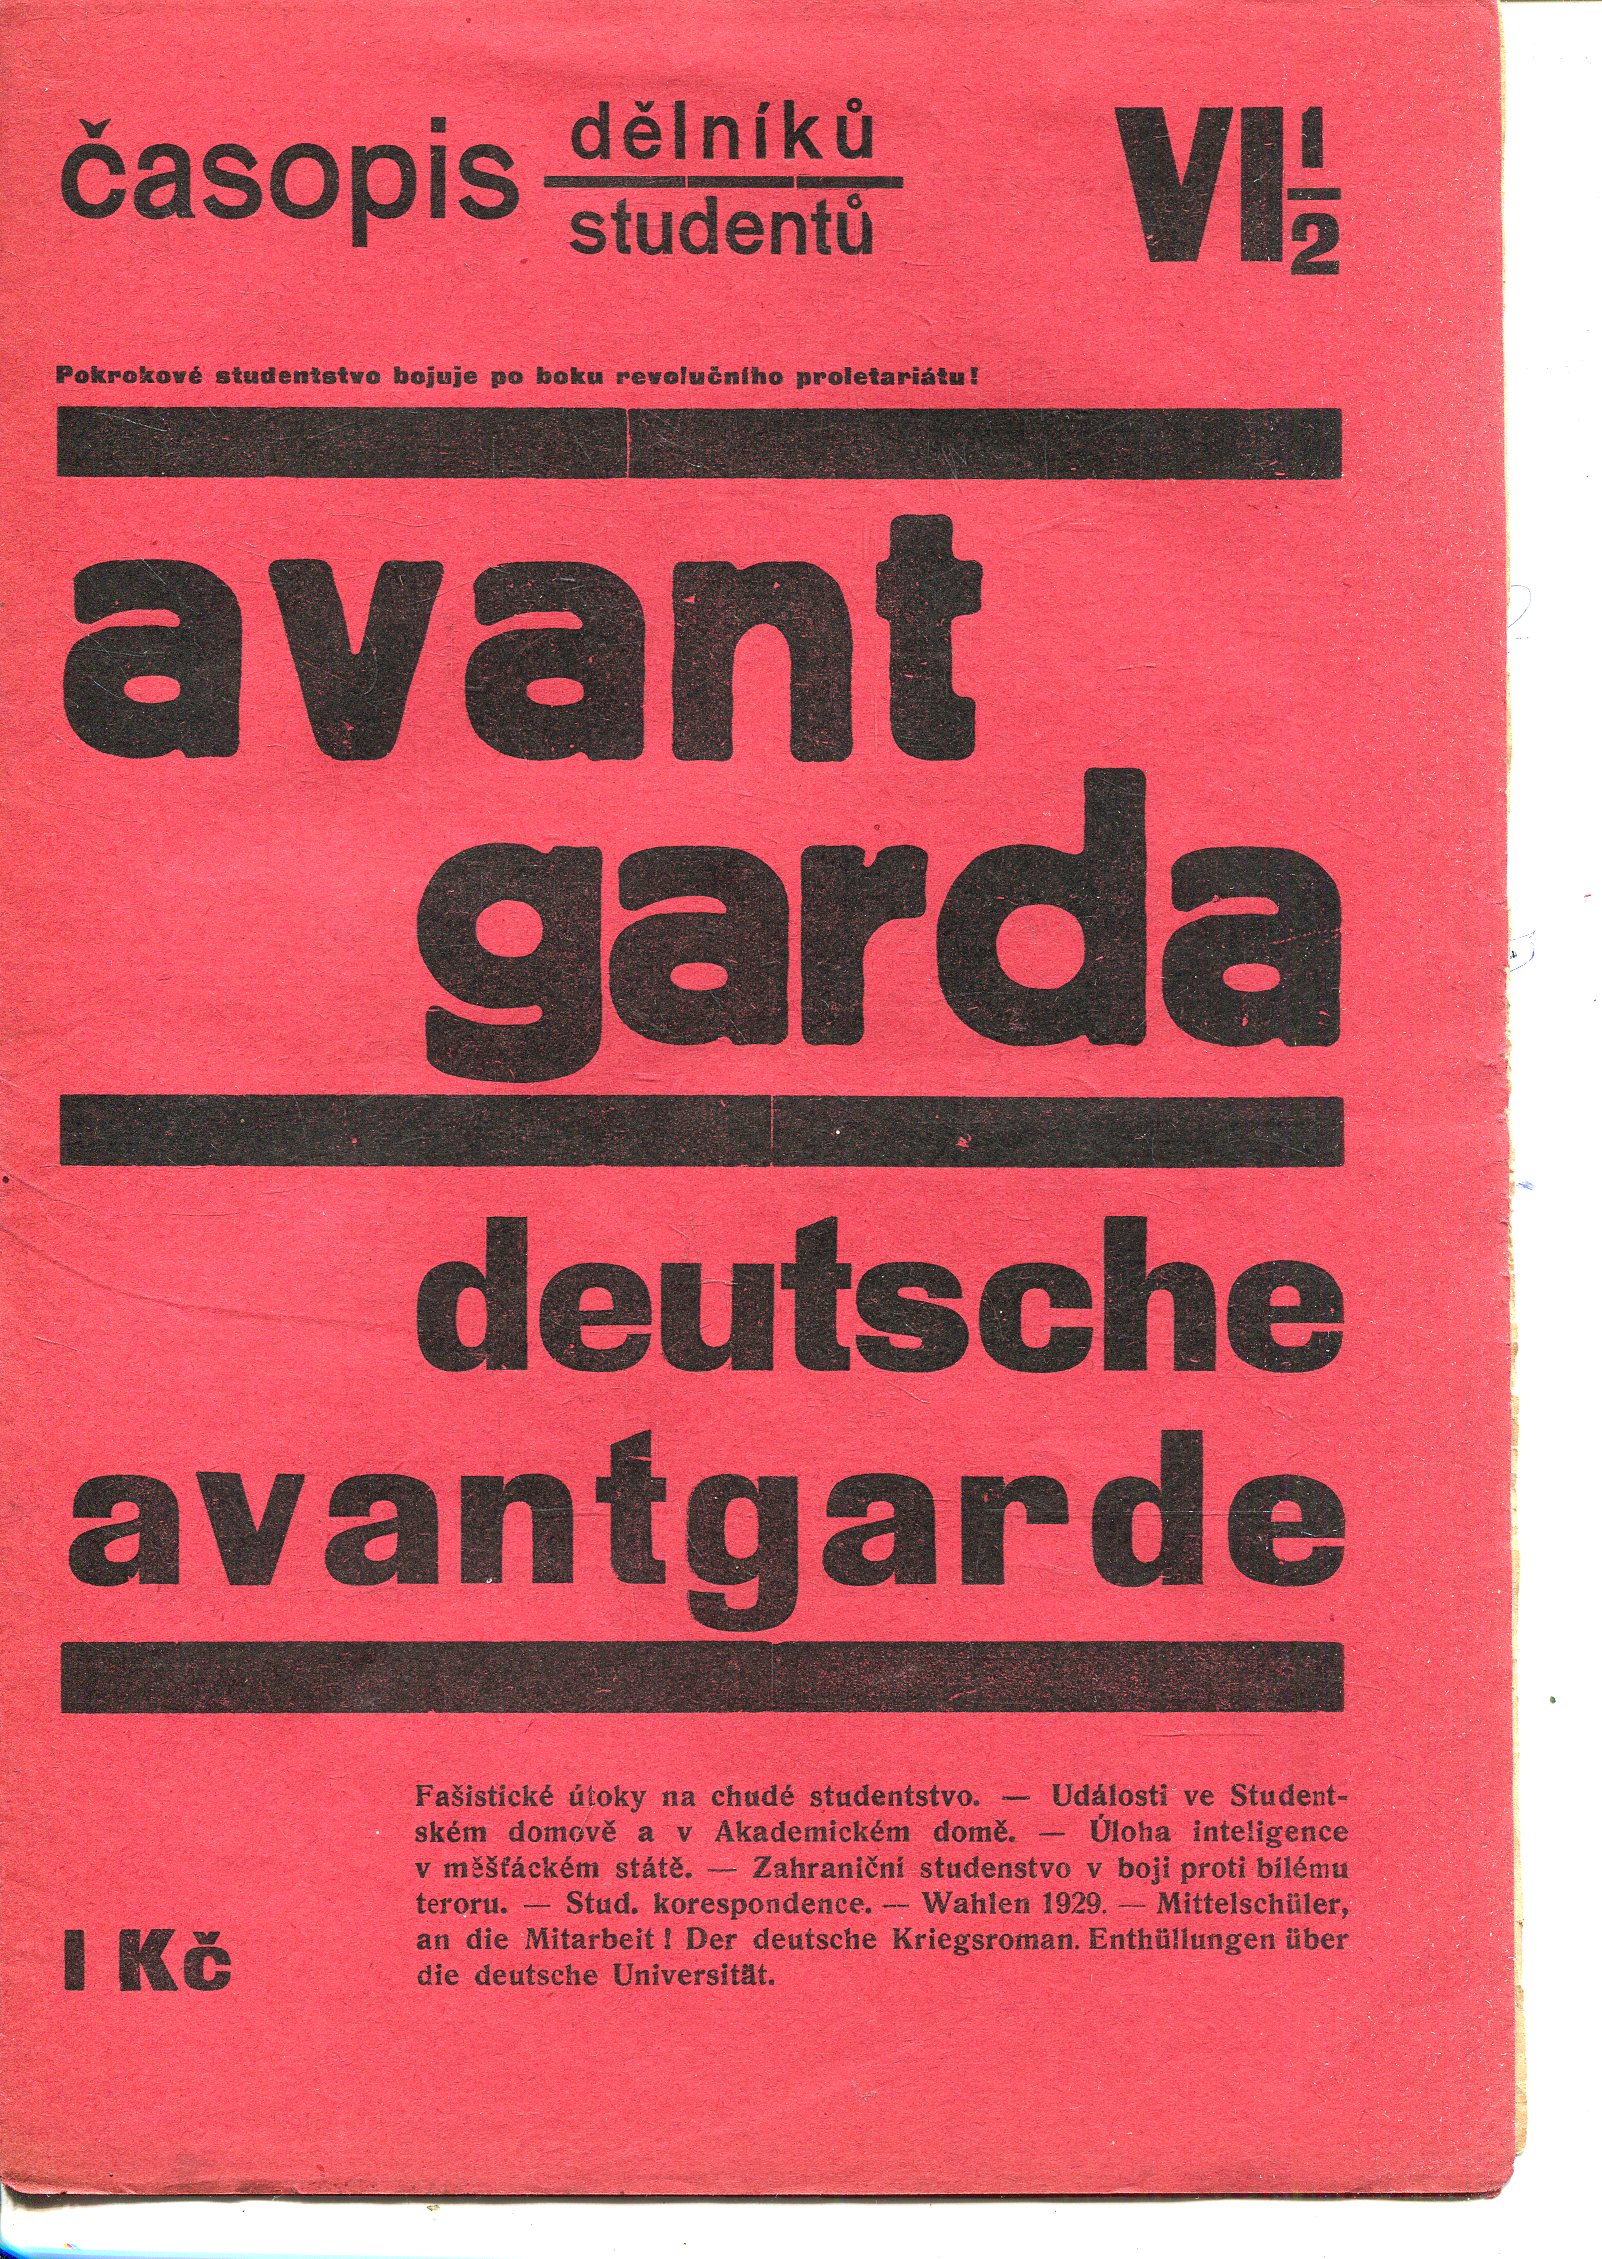 časopis dělníků
studentů
VI 1/2
Pokrokové studentstvo bojuje po boku revolučního proletariátu!
avant
garda
deutsche
avantgarde
Fašistické útoky na chudé studentstvo. — Události ve Student-
ském domově a v Akademickém domě. — Úloha inteligence
v měšťáckém státě. — Zahraniční studenstvo v boji proti bílému
teroru. — Stud. korespondence. — Wahlen 1929. — Mittelschüler,
an die Mitarbeit! Der deutsche Kriegsroman. Enthüllungen über
die deutsche Universität.
1 Kč